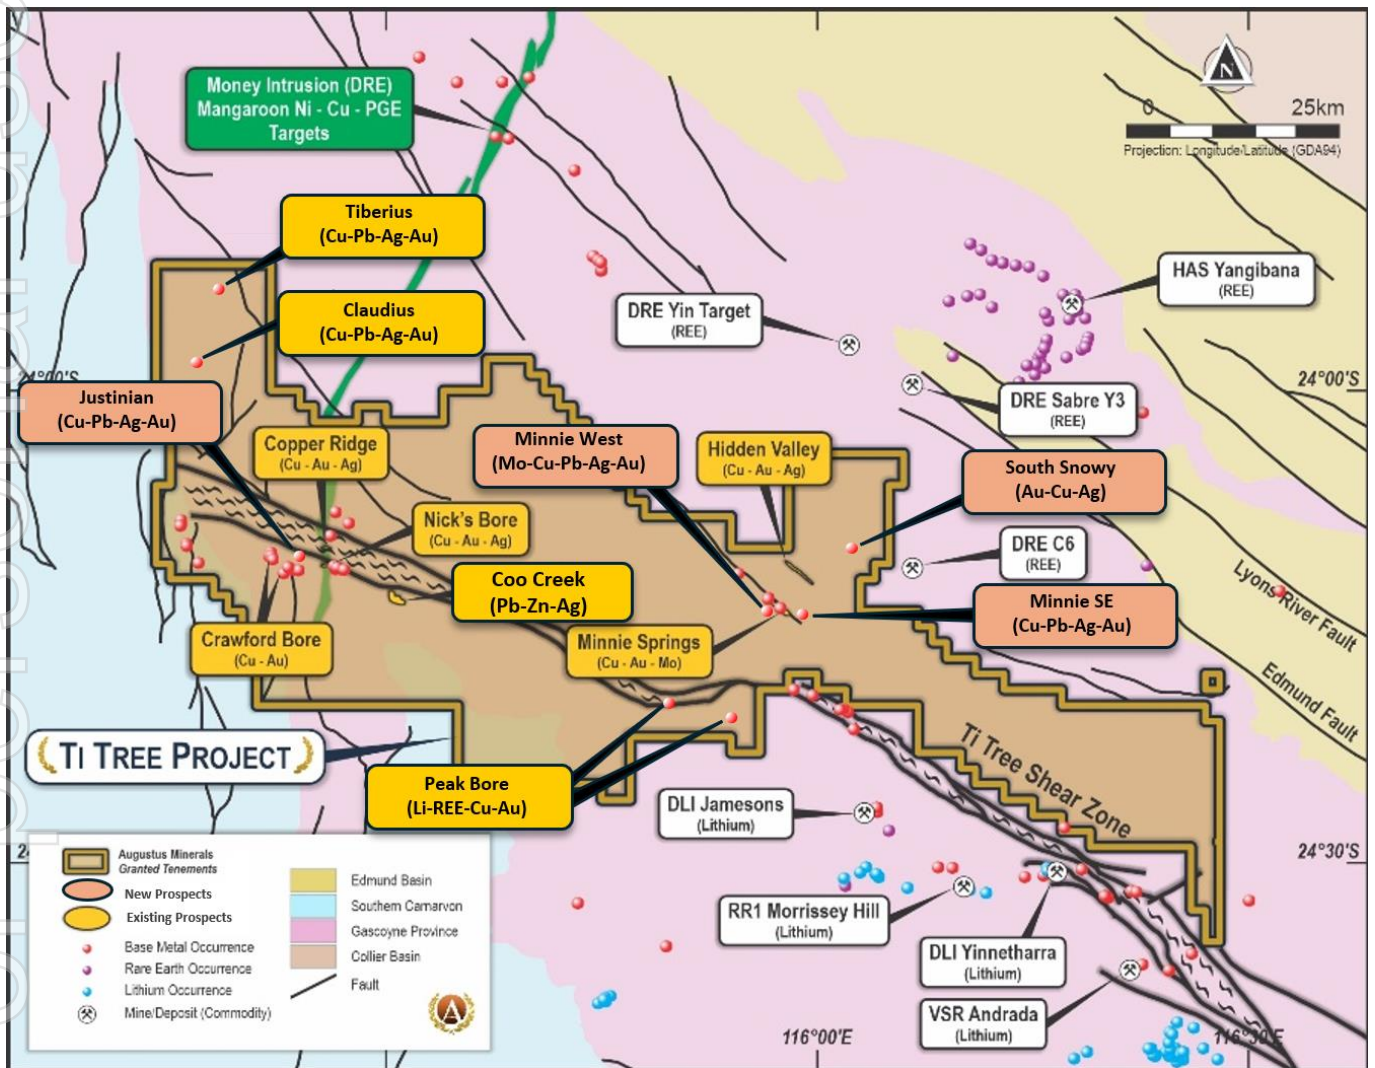 Money Intrusion (DRE)
Mangaroon Ni - Cu - PGE
Targets
N
0 25km
Projection: Longitude/Latitude (GDA94)
Tiberius
(Cu-Pb-Ag-Au)
HAS Yangibana
(REE)
Claudius
(Cu-Pb-Ag-Au)
DRE Yin Target
(REE)
24°00'S
Justinian
(Cu-Pb-Ag-Au)
DRE Sabre Y3
(REE)
Copper Ridge
(Cu - Au - Ag)
Minnie West
(Mo-Cu-Pb-Ag-Au)
Hidden Valley
(Cu - Au - Ag)
South Snowy
(Au-Cu-Ag)
Nick's Bore
(Cu - Au - Ag)
DRE C6
(REE)
Coo Creek
(Pb-Zn-Ag)
Lyons River Fault
Minnie SE
(Cu-Pb-Ag-Au)
Crawford Bore
(Cu - Au)
Minnie Springs
(Cu - Au - Mo)
Edmund Fault
TI TREE PROJECT
Ti Tree Shear Zone
Peak Bore
(Li-REE-Cu-Au)
DLI Jamesons
(Lithium)
24°30'S
Augustus Minerals
Granted Tenements
New Prospects
Existing Prospects
Base Metal Occurrence
Rare Earth Occurrence
Lithium Occurrence
Mine/Deposit (Commodity)
Edmund Basin
Southern Carnarvon
Gascoyne Province
Collier Basin
Fault
A
RR1 Morrissey Hill
(Lithium)
DLI Yinnetharra
(Lithium)
VSR Andrada
(Lithium)
116°00'E
116°30'E